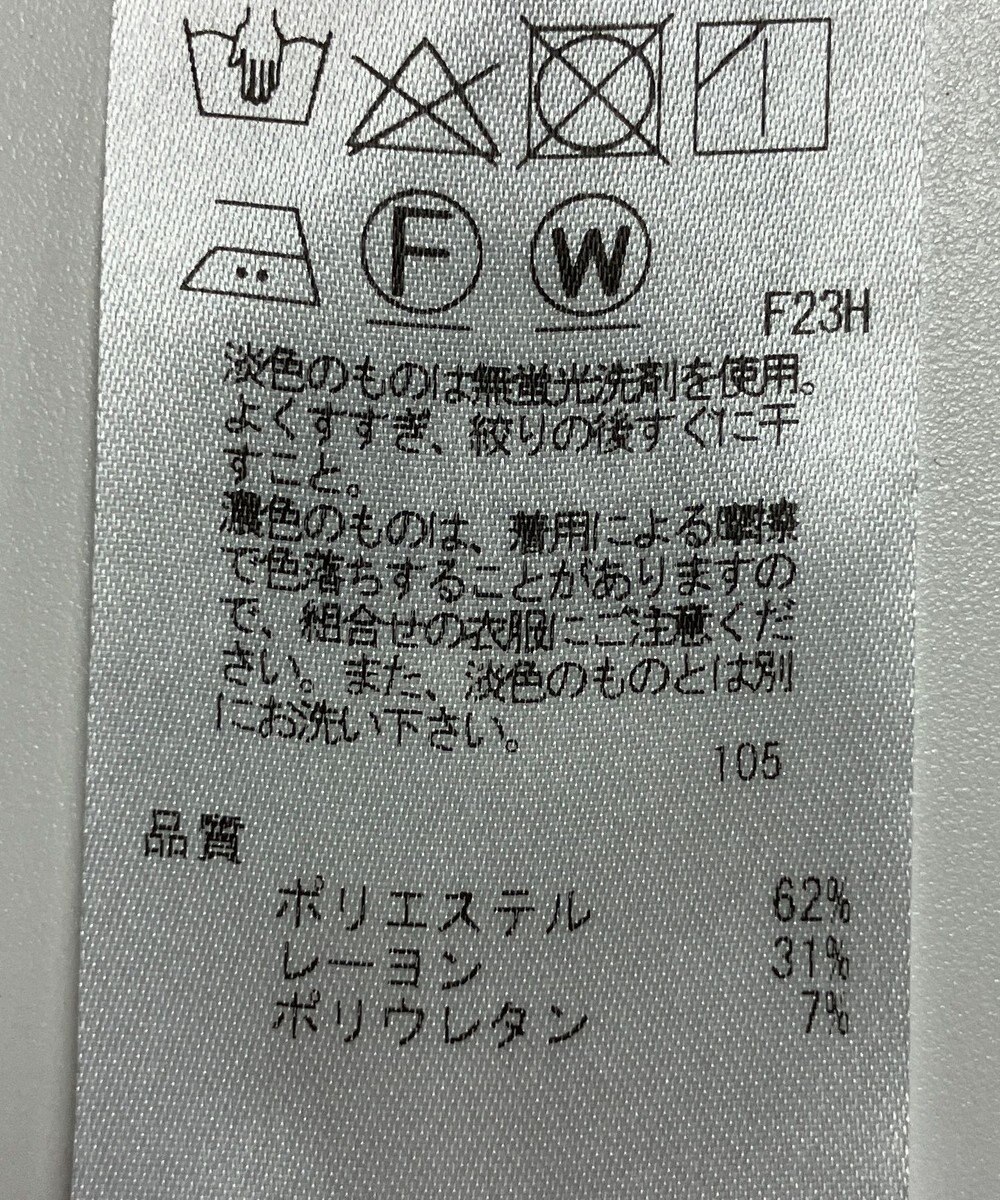 F
W
F23H
淡色のものは無蛍光洗剤を使用。
よくすすぎ、絞りの後すぐに干
すこと。
濃色のものは、着用による摩擦
で色落ちすることがありますの
で、組合せの衣服にご注意くだ
さい。また、淡色のものとは別
にお洗い下さい。
105
品質
ポリエステル 62%
レーヨン 31%
ポリウレタン 7%